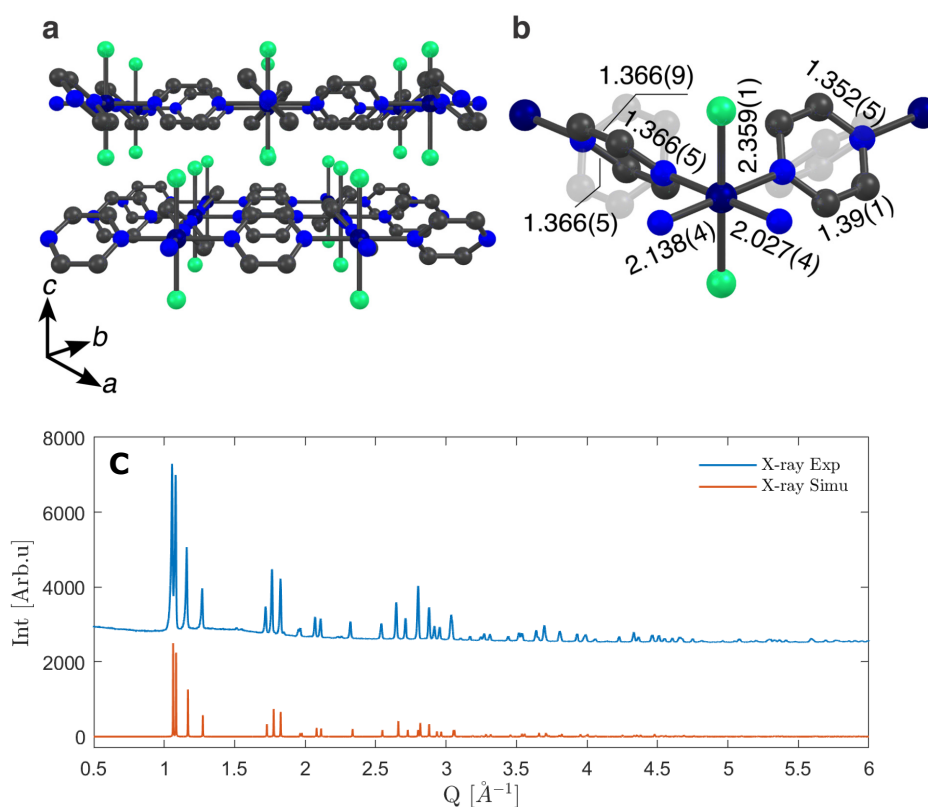 a
b
c
b
a
1.366(9)
1.366(5)
2.359(1)
1.352(5)
1.366(5)
2.138(4)
2.027(4)
1.39(1)
c
8000
6000
4000
2000
0
Int [Arb.u]
X-ray Exp
X-ray Simu
0.5 1 1.5 2 2.5 3 3.5 4 4.5 5 5.5 6
Q [Å⁻¹]